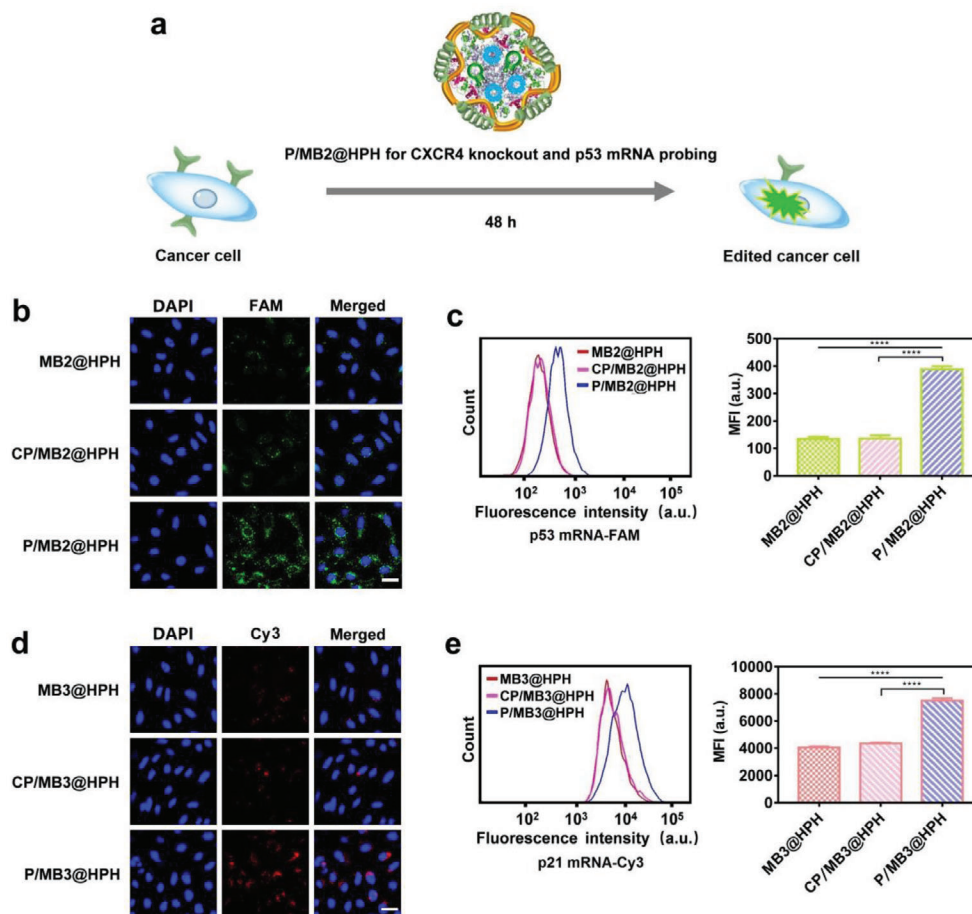 a
P/MB2@HPH for CXCR4 knockout and p53 mRNA probing
48 h
Cancer cell
Edited cancer cell
b
DAPI
FAM
Merged
MB2@HPH
CP/MB2@HPH
P/MB2@HPH
c
MB2@HPH
CP/MB2@HPH
P/MB2@HPH
Count
10²
10³
10⁴
10⁵
Fluorescence intensity (a.u.)
p53 mRNA-FAM
MFI (a.u.)
500
400
300
200
100
0
****
****
MB2@HPH
CP/MB2@HPH
P/MB2@HPH
d
DAPI
Cy3
Merged
MB3@HPH
CP/MB3@HPH
P/MB3@HPH
e
MB3@HPH
CP/MB3@HPH
P/MB3@HPH
Count
10²
10³
10⁴
10⁵
Fluorescence intensity (a.u.)
p21 mRNA-Cy3
MFI (a.u.)
10000
8000
6000
4000
2000
0
****
****
MB3@HPH
CP/MB3@HPH
P/MB3@HPH